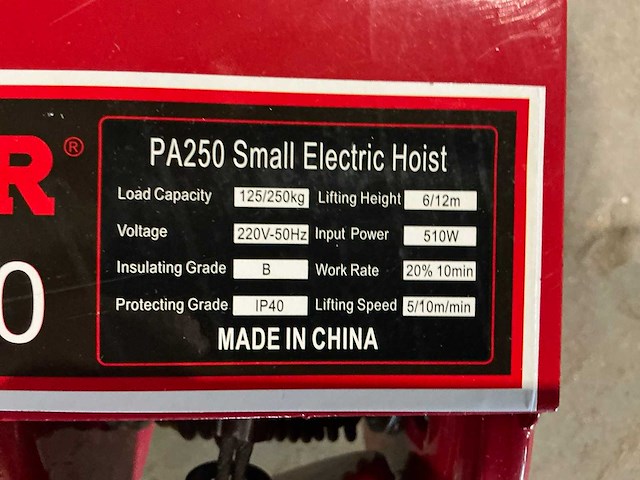 R®
0
PA250 Small Electric Hoist
Load Capacity 125/250kg Lifting Height 6/12m
Voltage 220V-50Hz Input Power 510W
Insulating Grade B Work Rate 20% 10min
Protecting Grade IP40 Lifting Speed 5/10m/min
MADE IN CHINA